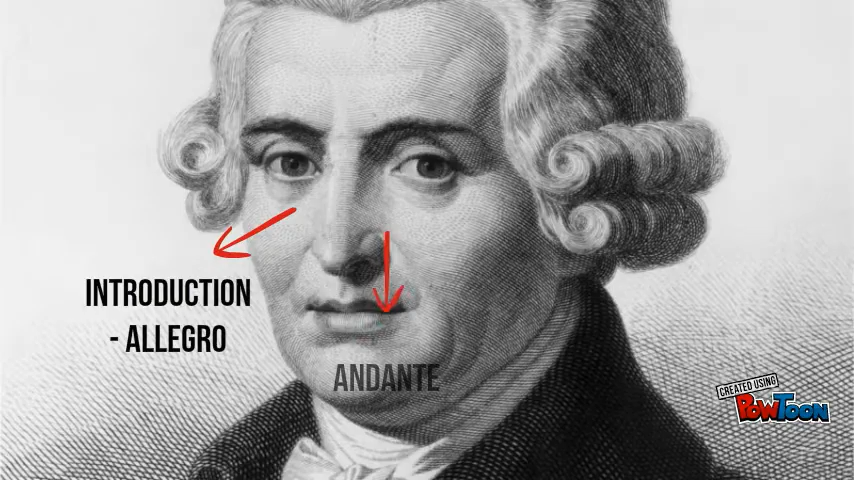 INTRODUCTION
- ALLEGRO
ANDANTE
CREATED USING
POWTOON